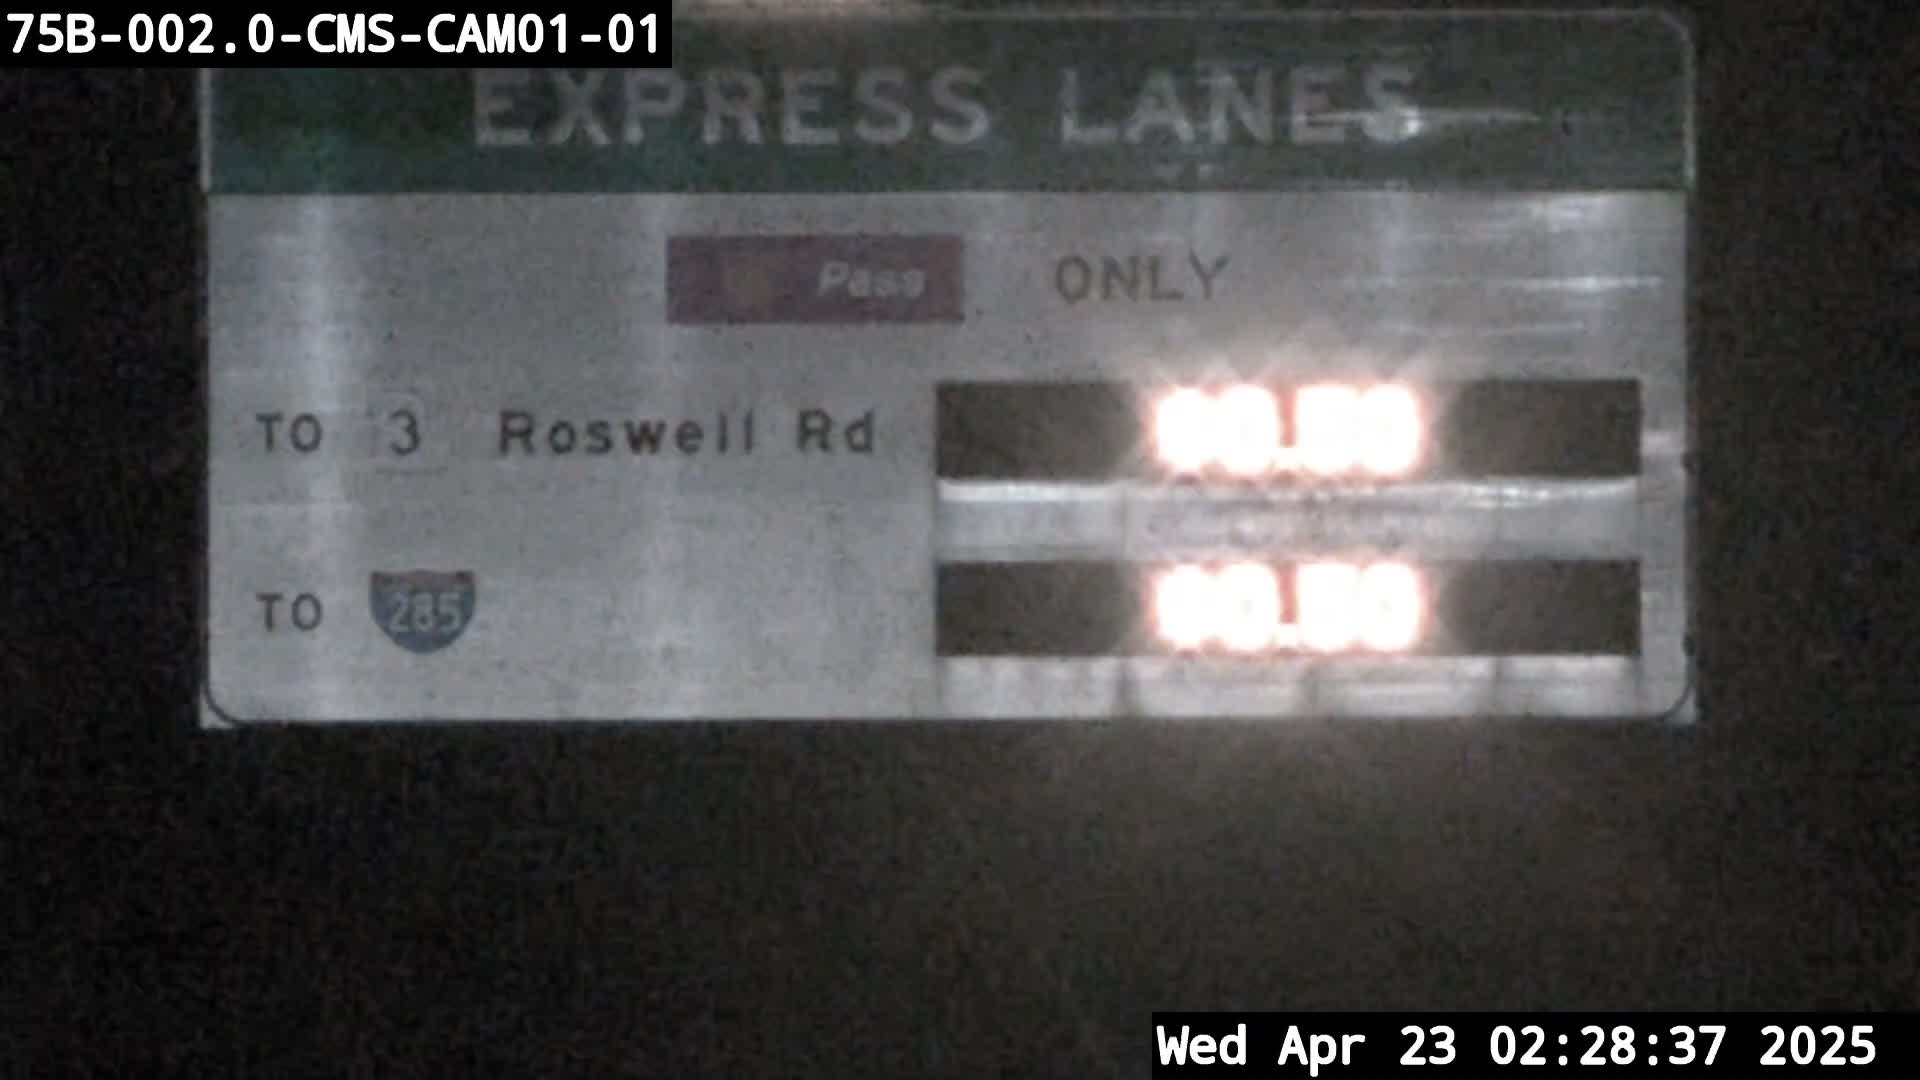 75B-002.0-CMS-CAM01-01
EXPRESS LANES
Pass ONLY
TO 3 Roswell Rd
TO 285
Wed Apr 23 02:28:37 2025